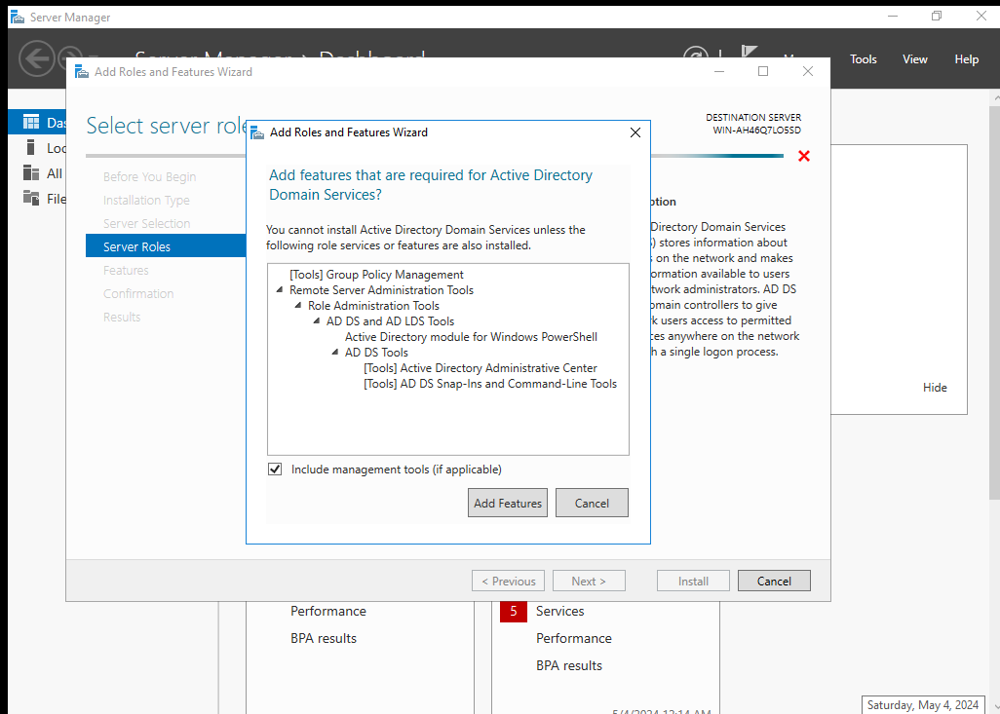 Server Manager
Server Manager Dashboard
Tools
View
Help
Add Roles and Features Wizard
Select server role
DESTINATION SERVER
WIN-AH46Q7LO5SD
Das
Loc
All
File
Before You Begin
Installation Type
Server Selection
Server Roles
Features
Confirmation
Results
Add Roles and Features Wizard
Add features that are required for Active Directory
Domain Services?
You cannot install Active Directory Domain Services unless the
following role services or features are also installed.
[Tools] Group Policy Management
Remote Server Administration Tools
Role Administration Tools
AD DS and AD LDS Tools
Active Directory module for Windows PowerShell
AD DS Tools
[Tools] Active Directory Administrative Center
[Tools] AD DS Snap-Ins and Command-Line Tools
Include management tools (if applicable)
Add Features
Cancel
ption
Directory Domain Services
) stores information about
on the network and makes
ormation available to users
twork administrators. AD DS
omain controllers to give
k users access to permitted
ces anywhere on the network
h a single logon process.
Hide
< Previous
Next >
Install
Cancel
Performance
BPA results
5 Services
Performance
BPA results
5/4/2024 12:14 AM
Saturday, May 4, 2024